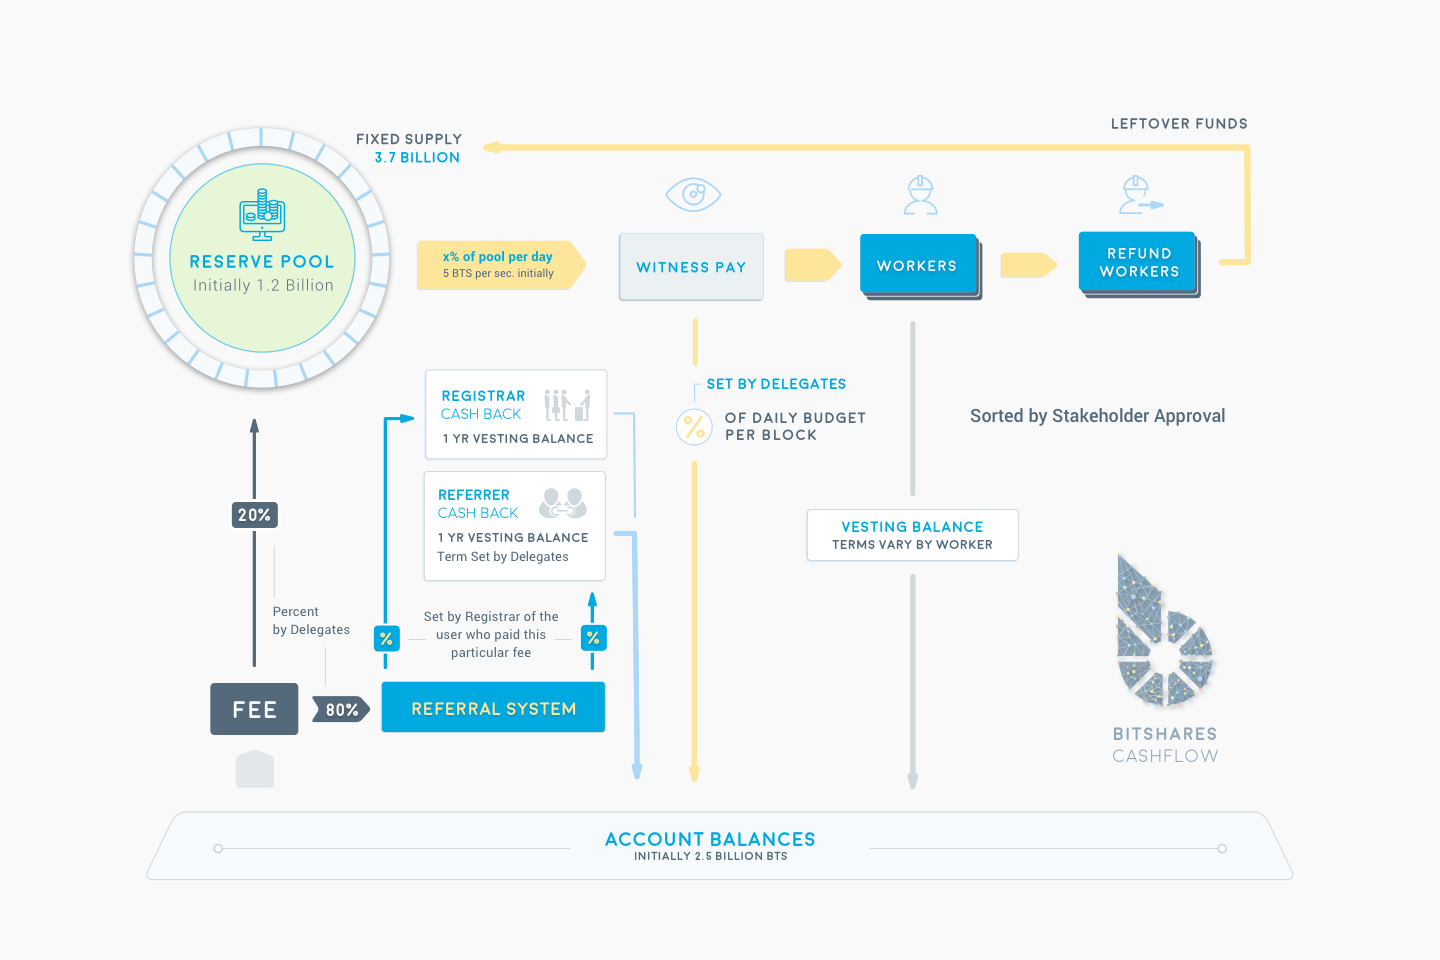 LEFTOVER FUNDS
FIXED SUPPLY
3.7 BILLION
RESERVE POOL
Initially 1.2 Billion
x% of pool per day
5 BTS per sec. initially
WITNESS PAY
WORKERS
REFUND
WORKERS
REGISTRAR
CASH BACK
1 YR VESTING BALANCE
REFERRER
CASH BACK
1 YR VESTING BALANCE
Term Set by Delegates
SET BY DELEGATES
%
OF DAILY BUDGET
PER BLOCK
Sorted by Stakeholder Approval
VESTING BALANCE
TERMS VARY BY WORKER
20%
Percent
by Delegates
%
Set by Registrar of the
user who paid this
particular fee
%
FEE
80%
REFERRAL SYSTEM
BITSHARES
CASHFLOW
ACCOUNT BALANCES
INITIALLY 2.5 BILLION BTS